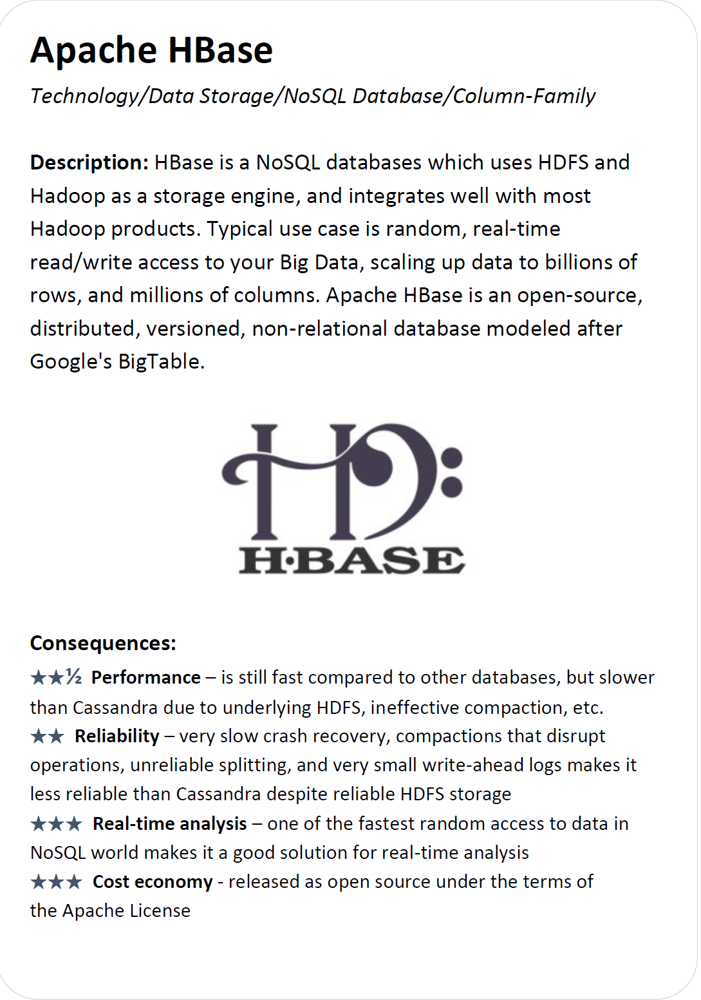 Apache HBase
Technology/Data Storage/NoSQL Database/Column-Family
Description: HBase is a NoSQL databases which uses HDFS and
Hadoop as a storage engine, and integrates well with most
Hadoop products. Typical use case is random, real-time
read/write access to your Big Data, scaling up data to billions of
rows, and millions of columns. Apache HBase is an open-source,
distributed, versioned, non-relational database modeled after
Google's BigTable.
H
H·BASE
Consequences:
★★½ Performance – is still fast compared to other databases, but slower
than Cassandra due to underlying HDFS, ineffective compaction, etc.
★★ Reliability – very slow crash recovery, compactions that disrupt
operations, unreliable splitting, and very small write-ahead logs makes it
less reliable than Cassandra despite reliable HDFS storage
★★★ Real-time analysis – one of the fastest random access to data in
NoSQL world makes it a good solution for real-time analysis
★★★ Cost economy - released as open source under the terms of
the Apache License